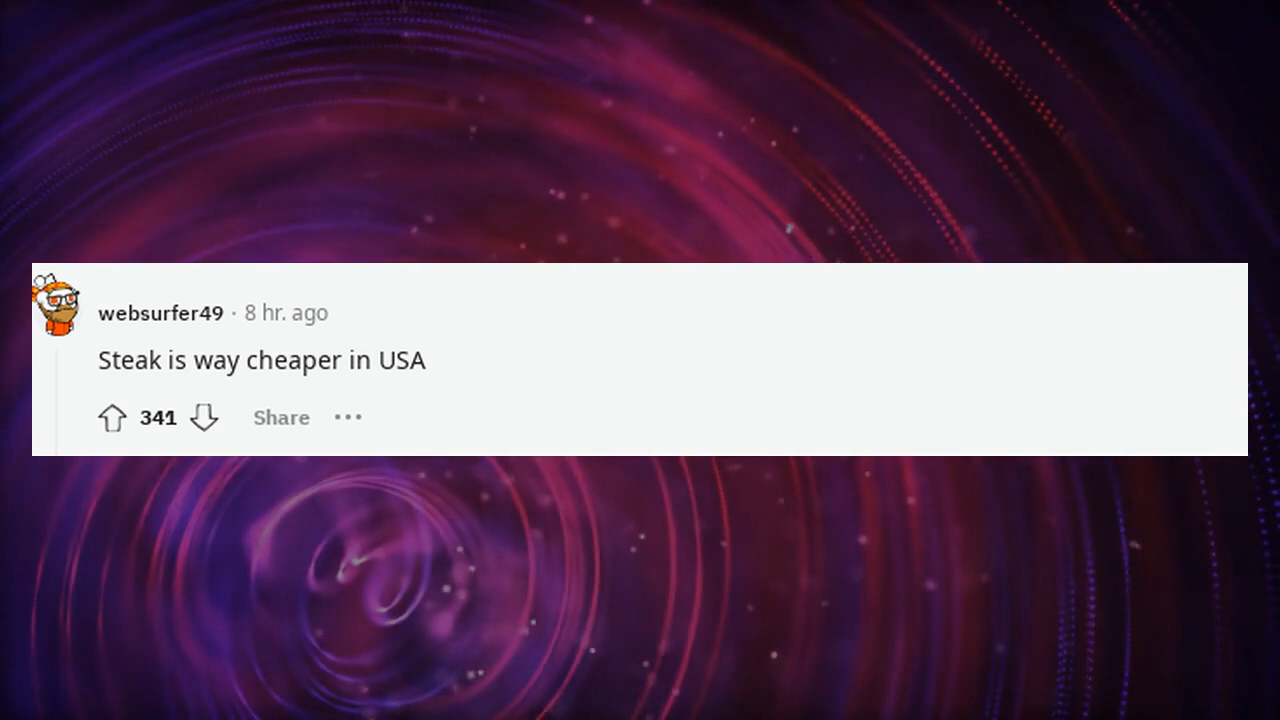 websurfer49 · 8 hr. ago
Steak is way cheaper in USA
341 Share •••